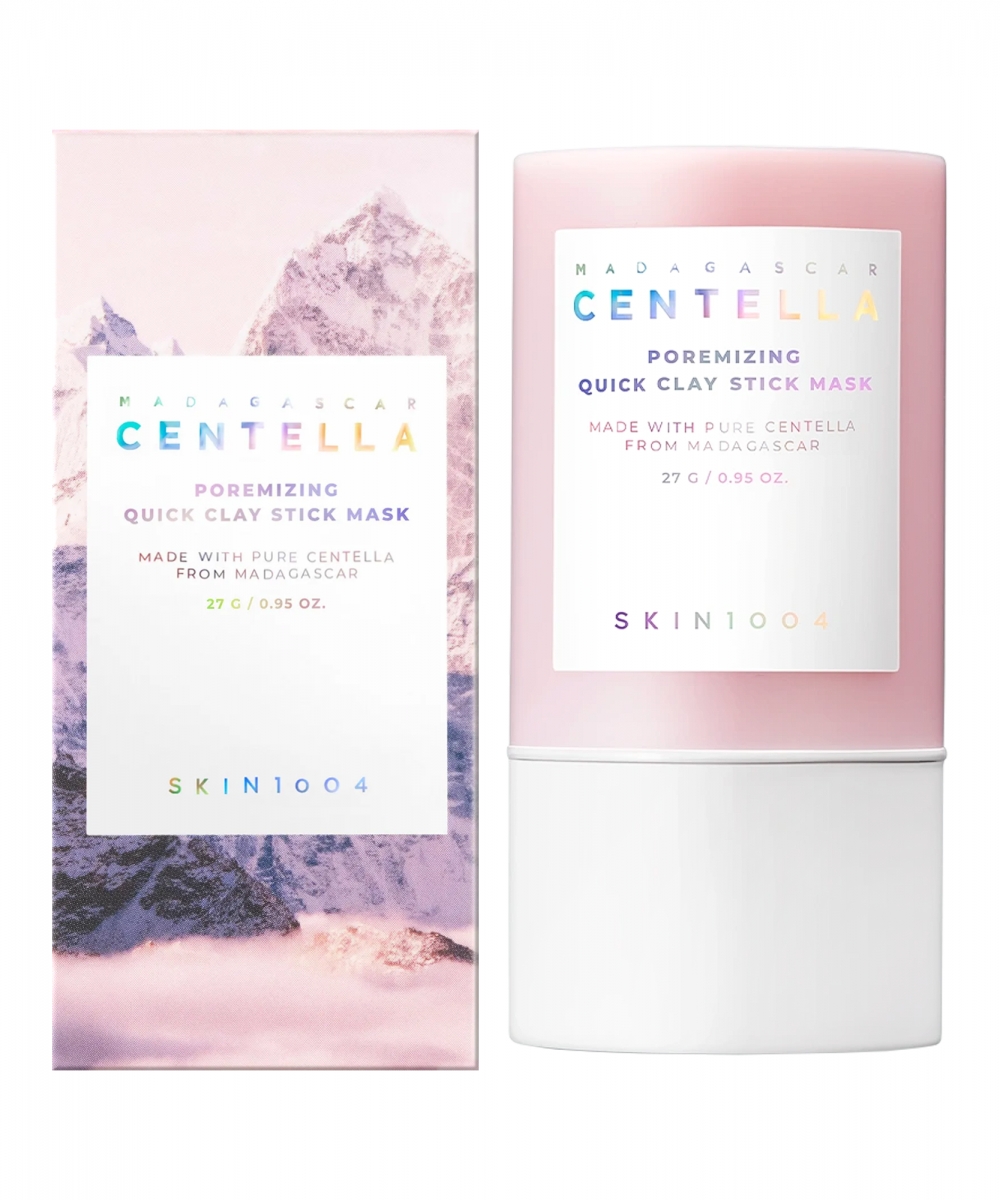 MADAGASCAR
CENTELLA
POREMIZING
QUICK CLAY STICK MASK
MADE WITH PURE CENTELLA
FROM MADAGASCAR
27 G / 0.95 OZ.
SKIN1004
MADAGASCAR
CENTELLA
POREMIZING
QUICK CLAY STICK MASK
MADE WITH PURE CENTELLA
FROM MADAGASCAR
27 G / 0.95 OZ.
SKIN1004